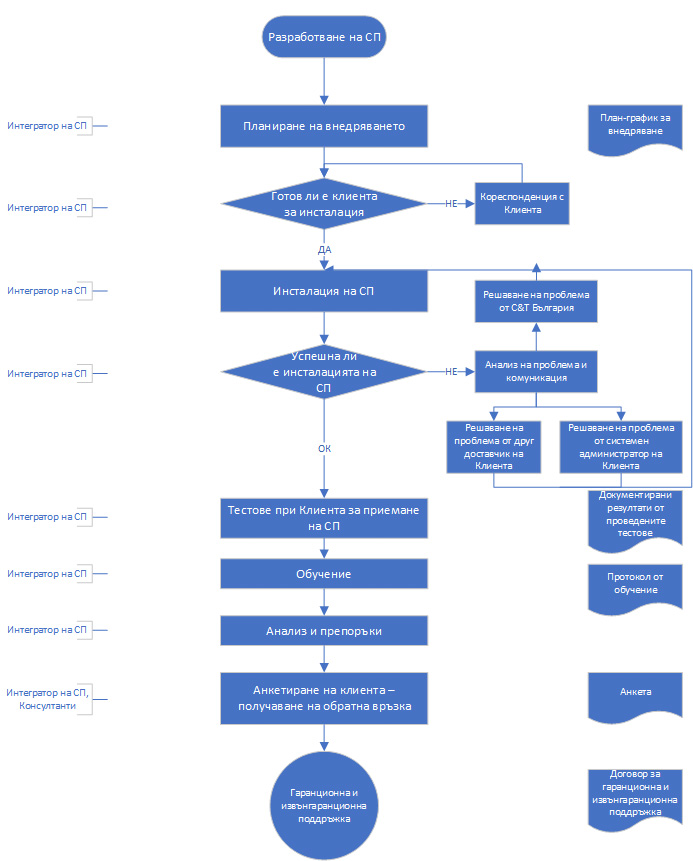 Разработване на СП
Интегратор на СП
Планиране на внедряването
План-график за
внедряване
Интегратор на СП
Готов ли е клиента
за инсталация
НЕ
Кореспонденция с
Клиента
ДА
Интегратор на СП
Инсталация на СП
Решаване на проблема
от C&T България
Интегратор на СП
Успешна ли
е инсталацията на
СП
НЕ
Анализ на проблема и
комуникация
Решаване на
проблема от друг
доставчик на
Клиента
Решаване на проблема
от системен
администратор на
Клиента
ОК
Интегратор на СП
Тестове при Клиента за приемане
на СП
Документирани
резултати от
проведените
тестове
Интегратор на СП
Обучение
Протокол от
обучение
Интегратор на СП
Анализ и препоръки
Интегратор на СП,
Консултанти
Анкетиране на клиента –
получаване на обратна връзка
Анкета
Гаранционна и
извънгаранционна
поддръжка
Договор за
гаранционна и
извънгаранционна
поддръжка